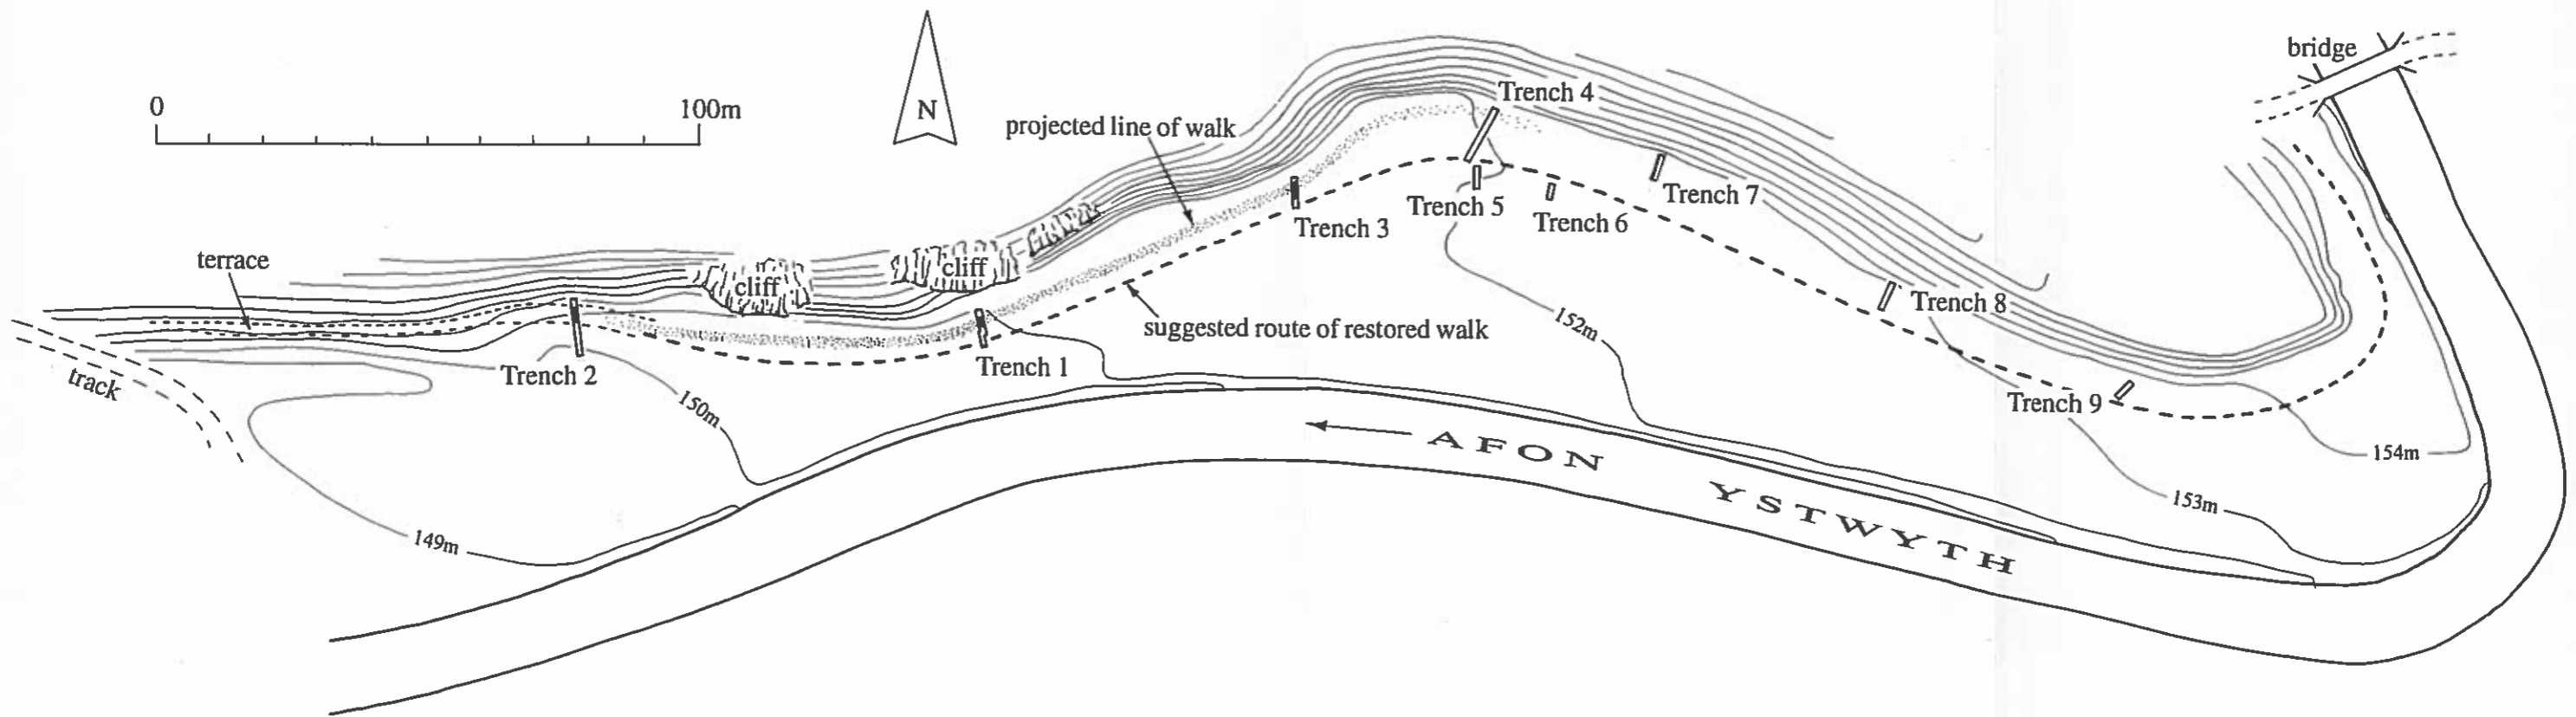 bridge
0
100m
N
projected line of walk
Trench 4
Trench 7
Trench 5
Trench 6
Trench 3
terrace
cliff
cliff
Trench 8
suggested route of restored walk
152m
Trench 1
Trench 2
track
150m
Trench 9
AFON
YSTWYTH
154m
153m
149m